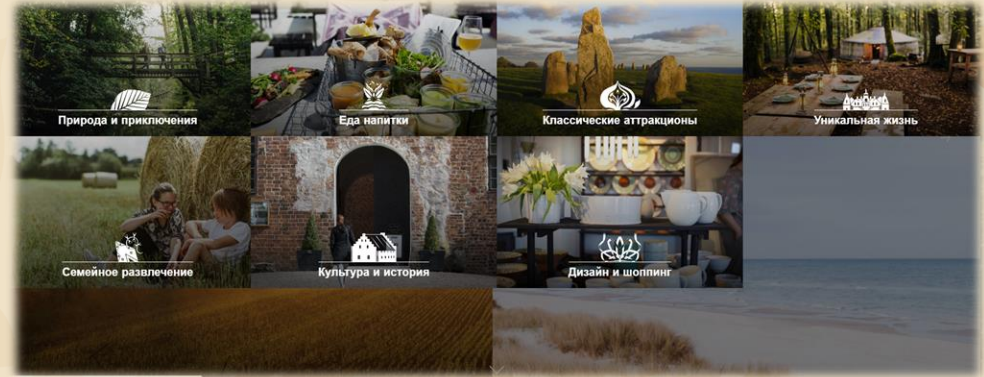 Природа и приключения
Еда напитки
Классические аттракционы
Уникальная жизнь
Семейное развлечение
Культура и история
Дизайн и шоппинг